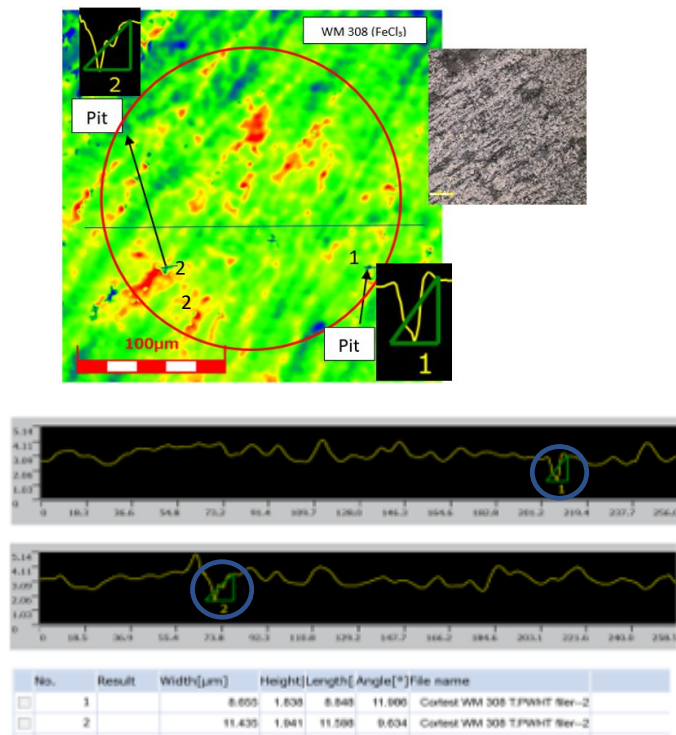 WM 308 (FeCl₃)
2
Pit
2
1
2
100µm
Pit
1
5.14
4.11
3.09
2.06
1.03
0
0 18.3 36.6 54.8 73.2 91.4 109.7 128.0 146.3 164.6 182.8 201.2 219.4 237.7 256.0
1
5.14
4.11
3.09
2.06
1.03
0
0 18.5 36.9 55.4 73.8 92.3 110.8 129.2 147.7 166.2 184.6 203.1 221.6 240.0 258.5
2
No. Result Width[µm] Height[ Length[ Angle[°] File name
1 8.655 1.838 8.848 11.986 Cortest WM 308 T.PWHT filer--2
2 11.435 1.941 11.598 9.634 Cortest WM 308 T.PWHT filer--2